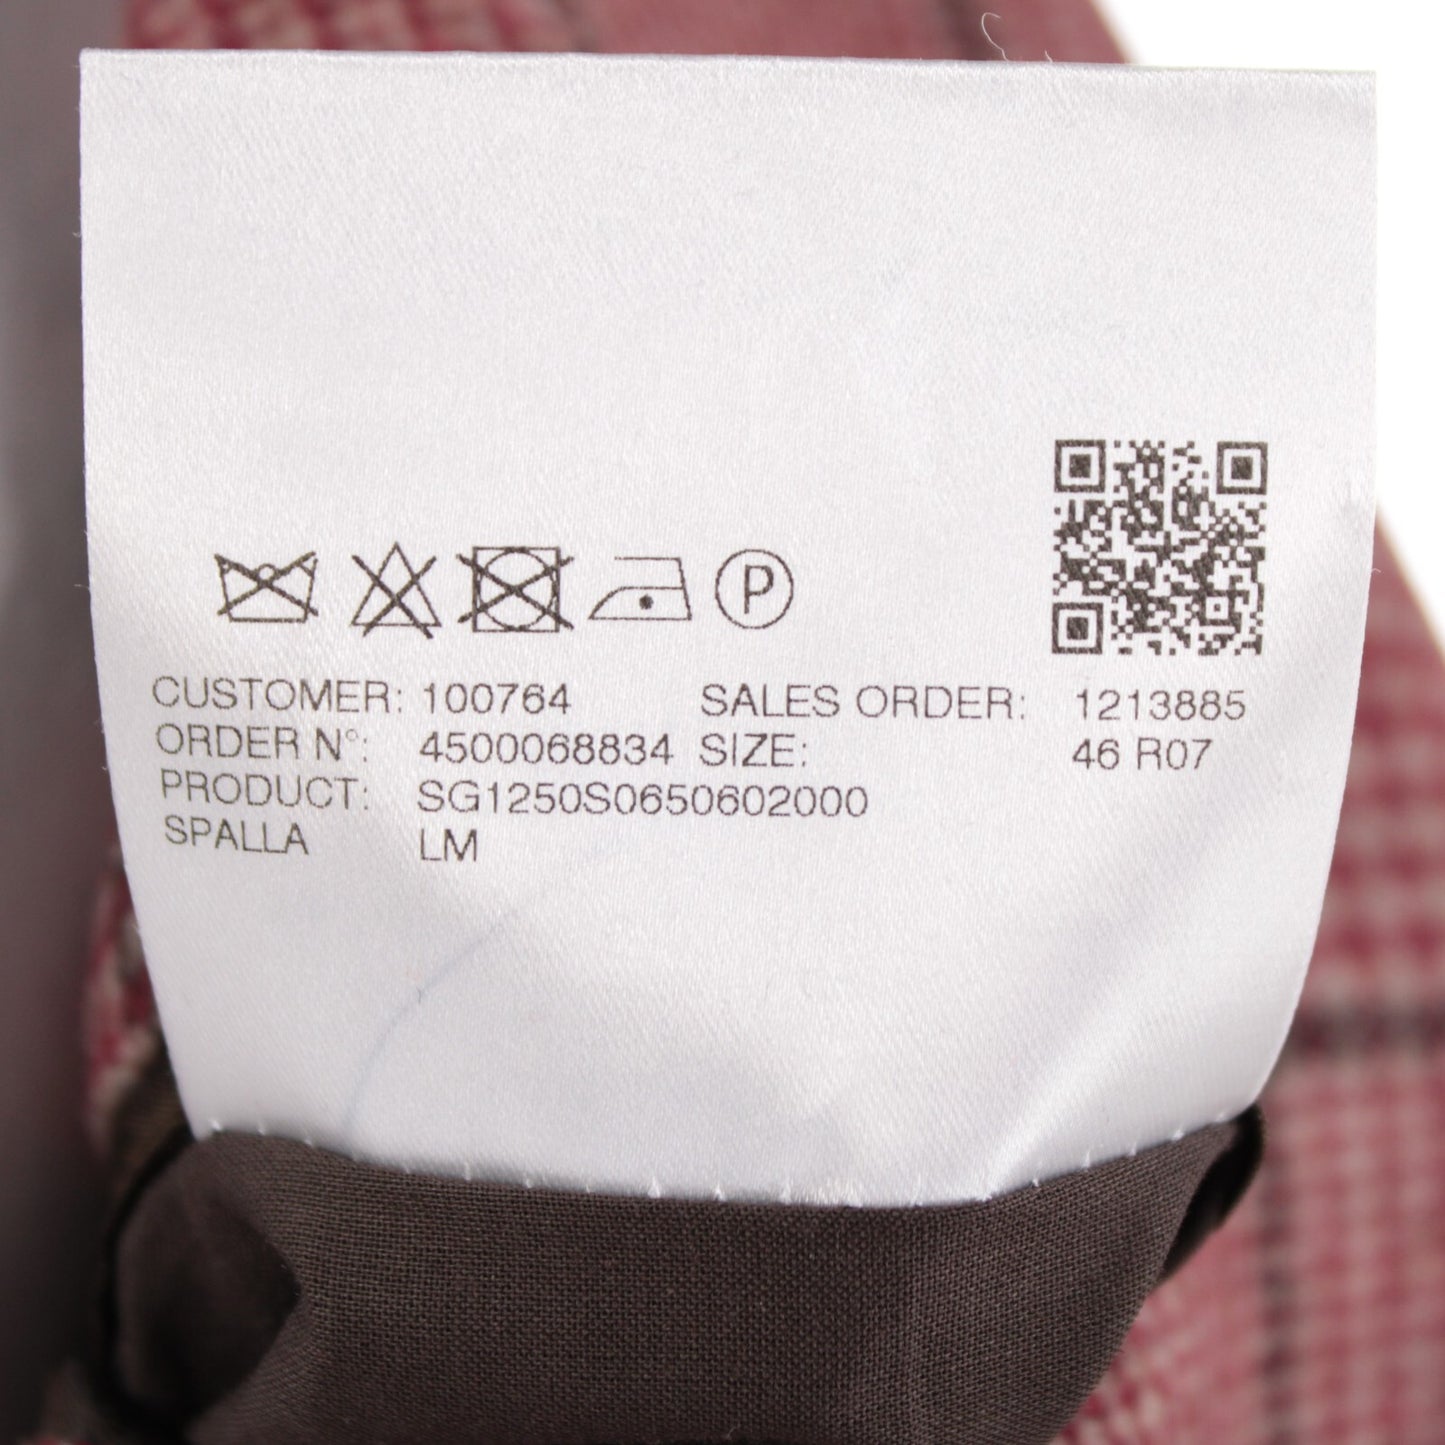 P
CUSTOMER: 100764 SALES ORDER: 1213885
ORDER N°: 4500068834 SIZE: 46 R07
PRODUCT: SG1250S0650602000
SPALLA LM